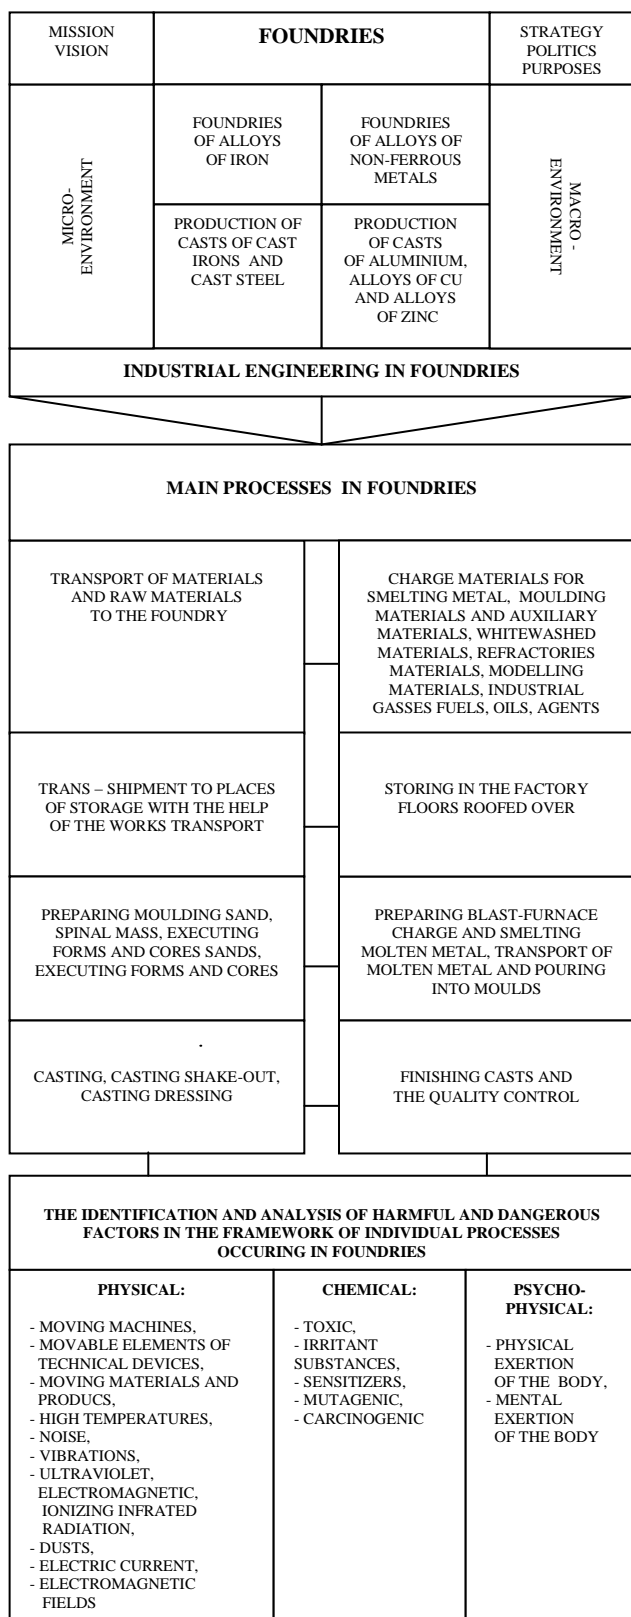 MISSION
VISION
FOUNDRIES
STRATEGY
POLITICS
PURPOSES
MICRO-
ENVIRONMENT
FOUNDRIES
OF ALLOYS
OF IRON
FOUNDRIES
OF ALLOYS OF
NON-FERROUS
METALS
MACRO -
ENVIRONMENT
PRODUCTION OF
CASTS OF CAST
IRONS AND
CAST STEEL
PRODUCTION
OF CASTS
OF ALUMINIUM,
ALLOYS OF CU
AND ALLOYS
OF ZINC
INDUSTRIAL ENGINEERING IN FOUNDRIES
MAIN PROCESSES IN FOUNDRIES
TRANSPORT OF MATERIALS
AND RAW MATERIALS
TO THE FOUNDRY
CHARGE MATERIALS FOR
SMELTING METAL, MOULDING
MATERIALS AND AUXILIARY
MATERIALS, WHITEWASHED
MATERIALS, REFRACTORIES
MATERIALS, MODELLING
MATERIALS, INDUSTRIAL
GASSES FUELS, OILS, AGENTS
TRANS – SHIPMENT TO PLACES
OF STORAGE WITH THE HELP
OF THE WORKS TRANSPORT
STORING IN THE FACTORY
FLOORS ROOFED OVER
PREPARING MOULDING SAND,
SPINAL MASS, EXECUTING
FORMS AND CORES SANDS,
EXECUTING FORMS AND CORES
PREPARING BLAST-FURNACE
CHARGE AND SMELTING
MOLTEN METAL, TRANSPORT OF
MOLTEN METAL AND POURING
INTO MOULDS
.
CASTING, CASTING SHAKE-OUT,
CASTING DRESSING
FINISHING CASTS AND
THE QUALITY CONTROL
THE IDENTIFICATION AND ANALYSIS OF HARMFUL AND DANGEROUS
FACTORS IN THE FRAMEWORK OF INDIVIDUAL PROCESSES
OCCURING IN FOUNDRIES
PHYSICAL:
- MOVING MACHINES,
- MOVABLE ELEMENTS OF
TECHNICAL DEVICES,
- MOVING MATERIALS AND
PRODUCS,
- HIGH TEMPERATURES,
- NOISE,
- VIBRATIONS,
- ULTRAVIOLET,
ELECTROMAGNETIC,
IONIZING INFRATED
RADIATION,
- DUSTS,
- ELECTRIC CURRENT,
- ELECTROMAGNETIC
FIELDS
CHEMICAL:
- TOXIC,
- IRRITANT
SUBSTANCES,
- SENSITIZERS,
- MUTAGENIC,
- CARCINOGENIC
PSYCHO-
PHYSICAL:
- PHYSICAL
EXERTION
OF THE BODY,
- MENTAL
EXERTION
OF THE BODY